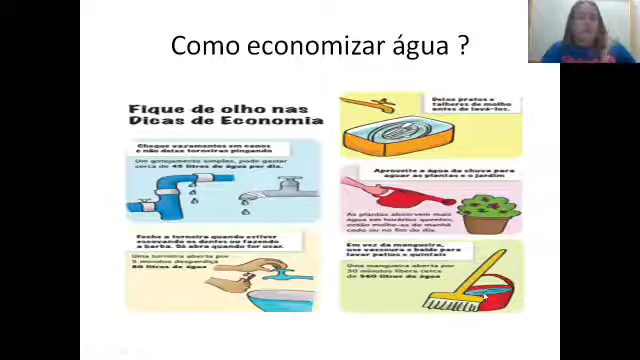 Como economizar água ?
Fique de olho nas
Dicas de Economia
Cheque vazamentos em canos
e não deixe torneiras pingando
Um gotejamento simples, pode gastar
cerca de 45 litros de água por dia.
Feche a torneira quando estiver
escovando os dentes ou fazendo
a barba. Só abra quando for usar.
Uma torneira aberta por
5 minutos desperdiça
80 litros de água
Deixe pratos e
talheres de molho
antes de lavá-los.
Aproveite a água da chuva para
aguar as plantas e o jardim
As plantas absorvem mais
água em horários quentes,
então molhe-as de manhã
cedo ou no fim do dia.
Em vez da mangueira,
use vassoura e balde para
lavar patios e quintais
Uma mangueira aberta por
30 minutos libera cerca
de 560 litros de água